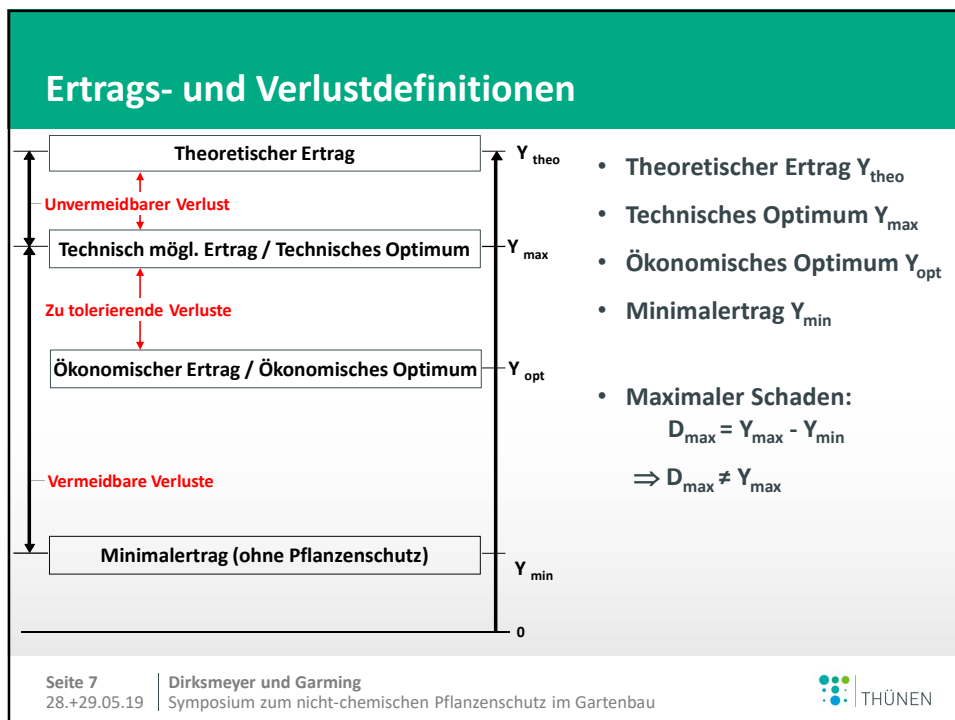 Ertrags- und Verlustdefinitionen
Theoretischer Ertrag
Y theo
Unvermeidbarer Verlust
Technisch mögl. Ertrag / Technisches Optimum
Y max
Zu tolerierende Verluste
Ökonomischer Ertrag / Ökonomisches Optimum
Y opt
Vermeidbare Verluste
Minimalertrag (ohne Pflanzenschutz)
Y min
0
• Theoretischer Ertrag Ytheo
• Technisches Optimum Ymax
• Ökonomisches Optimum Yopt
• Minimalertrag Ymin
• Maximaler Schaden:
Dmax = Ymax - Ymin
⇒ Dmax ≠ Ymax
Seite 7
28.+29.05.19
Dirksmeyer und Garming
Symposium zum nicht-chemischen Pflanzenschutz im Gartenbau
THÜNEN